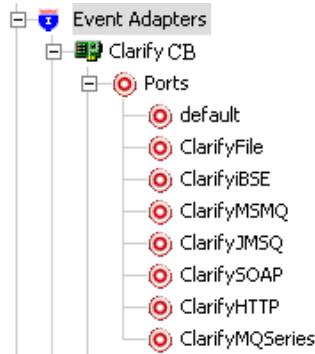 Event Adapters
Clarify CB
Ports
default
ClarifyFile
ClarifyiBSE
ClarifyMSMQ
ClarifyJMSQ
ClarifySOAP
ClarifyHTTP
ClarifyMQSeries